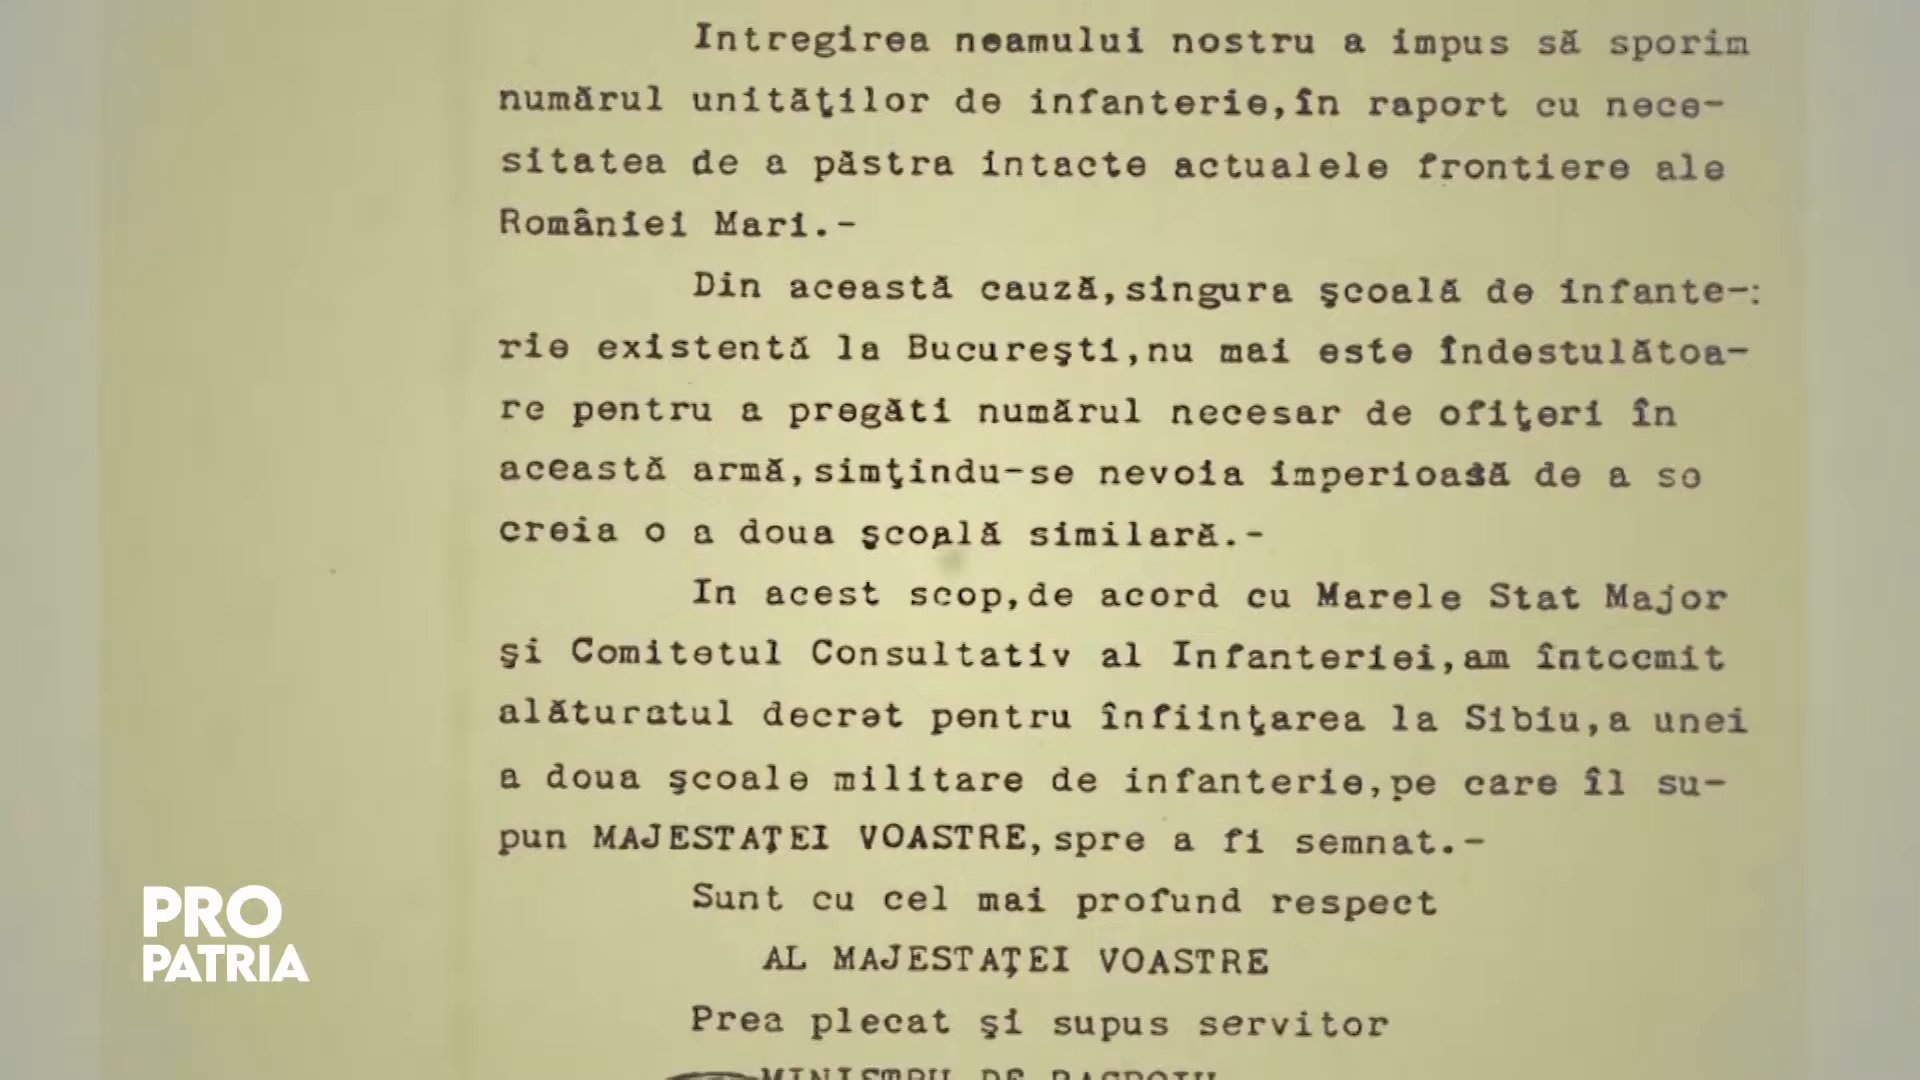 Intregirea neamului nostru a impus să sporim
numărul unităţilor de infanterie,în raport cu nece-
sitatea de a păstra intacte actualele frontiere ale
României Mari.-
Din această cauză,singura şcoală de infante-:
rie existentă la Bucureşti,nu mai este îndestulătoa-
re pentru a pregăti numărul necesar de ofiţeri în
această armă,simţindu-se nevoia imperioasă de a se
creia o a doua şcoală similară.-
In acest scop,de acord cu Marele Stat Major
şi Comitetul Consultativ al Infanteriei,am întocmit
alăturatul decret pentru înfiinţarea la Sibiu,a unei
a doua şcoale militare de infanterie,pe care îl su-
pun MAJESTAŢEI VOASTRE,spre a fi semnat.-
Sunt cu cel mai profund respect
AL MAJESTAŢEI VOASTRE
Prea plecat şi supus servitor
MINISTRU DE RASBOIU
PRO
PATRIA